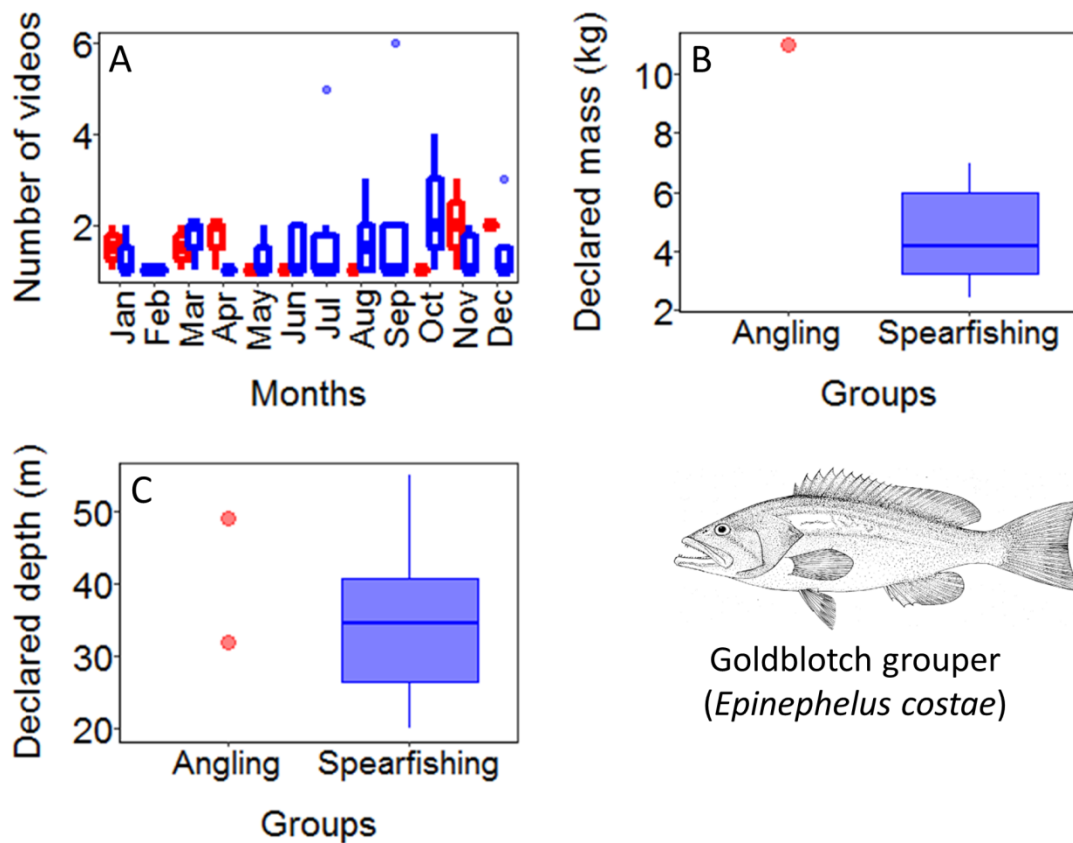 A
Number of videos
6
4
2
Jan
Feb
Mar
Apr
May
Jun
Jul
Aug
Sep
Oct
Nov
Dec
Months
B
Declared mass (kg)
10
8
6
4
2
Angling
Spearfishing
Groups
C
Declared depth (m)
50
40
30
20
Angling
Spearfishing
Groups
Goldblotch grouper
(Epinephelus costae)